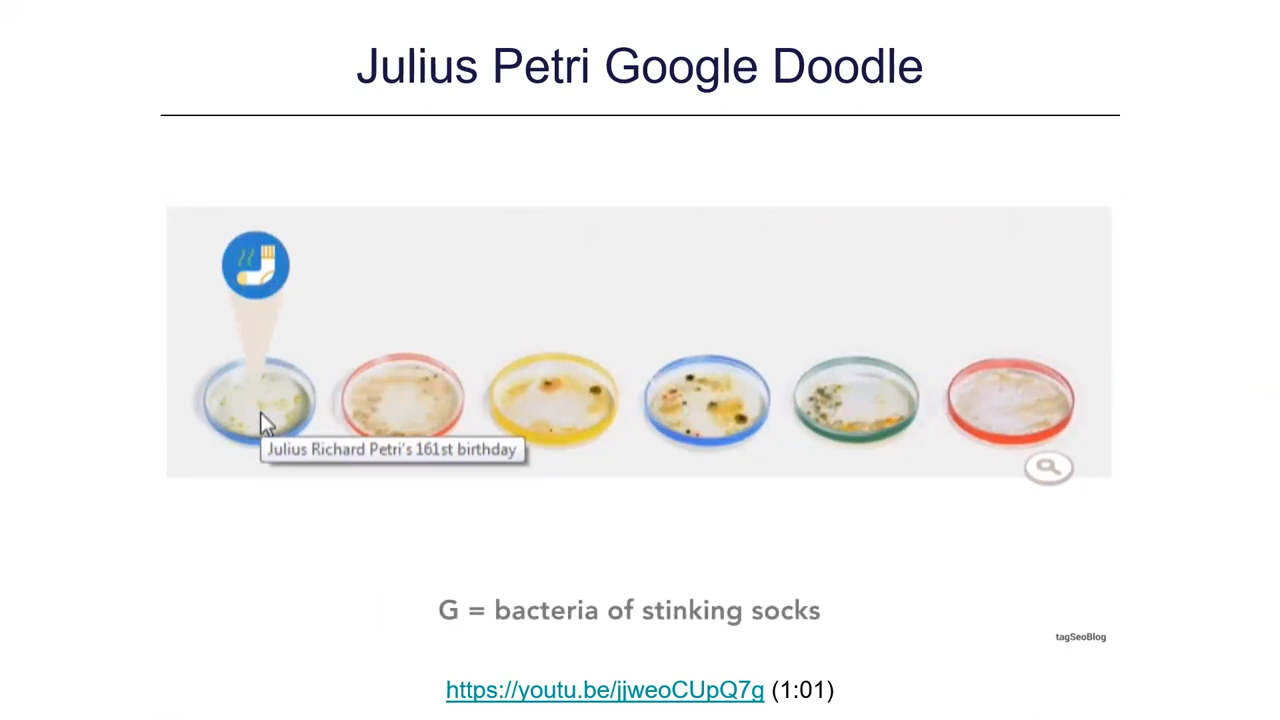 Julius Petri Google Doodle
Julius Richard Petri's 161st birthday
G = bacteria of stinking socks
tagSeoBlog
https://youtu.be/jjweoCUpQ7g (1:01)